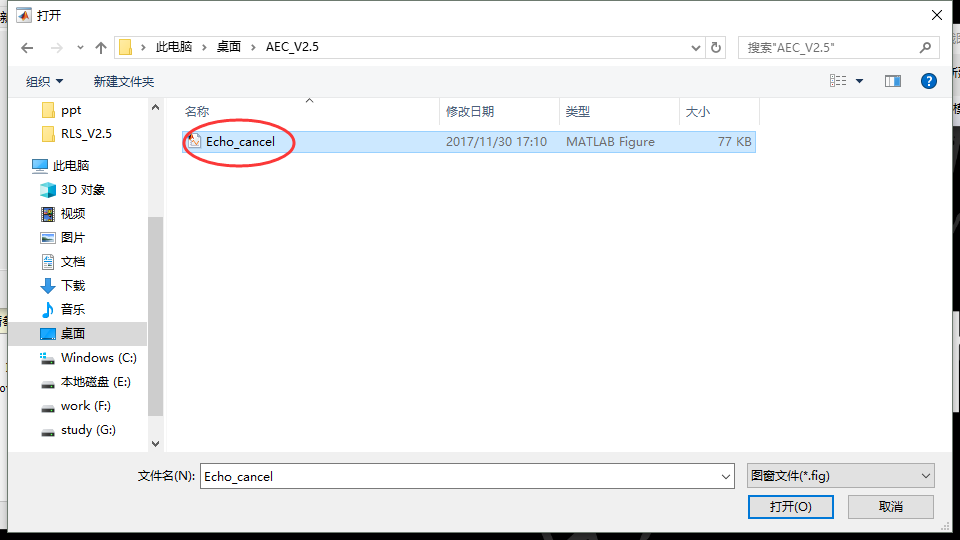 打开
此电脑 桌面 AEC_V2.5
搜索"AEC_V2.5"
组织 新建文件夹
名称 修改日期 类型 大小
Echo_cancel 2017/11/30 17:10 MATLAB Figure 77 KB
ppt
RLS_V2.5
此电脑
3D 对象
视频
图片
文档
下载
音乐
桌面
Windows (C:)
本地磁盘 (E:)
work (F:)
study (G:)
文件名(N): Echo_cancel 图窗文件(*.fig)
打开(O) 取消